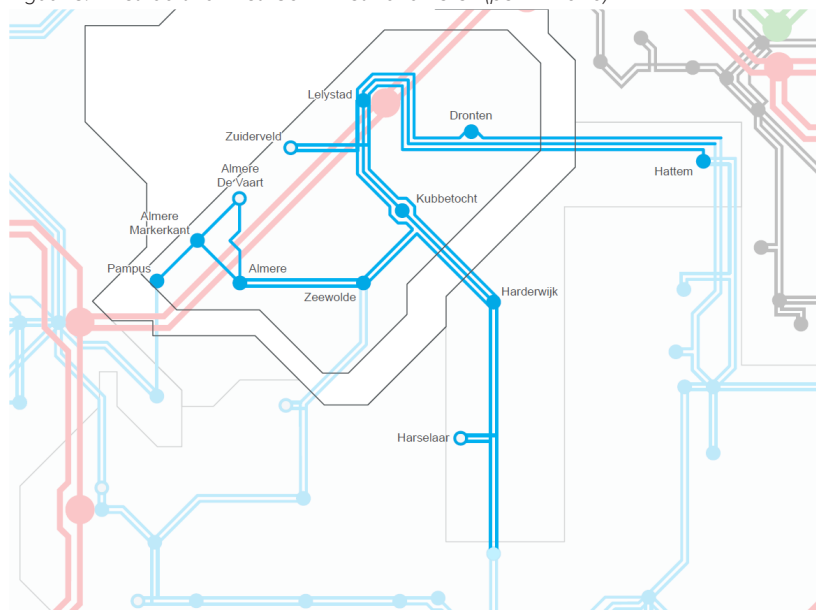 Lelystad
Dronten
Zuiderveld
Almere
De Vaart
Hattem
Kubbetocht
Almere
Markerkant
Pampus
Almere
Zeewolde
Harderwijk
Harselaar